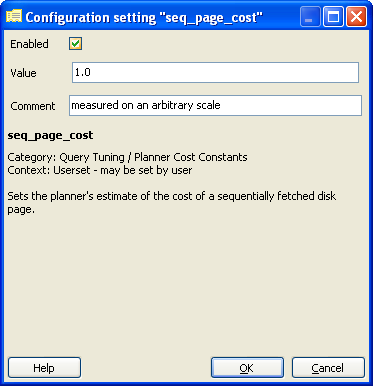 Configuration setting "seq_page_cost"
Enabled
Value 1.0
Comment measured on an arbitrary scale
seq_page_cost
Category: Query Tuning / Planner Cost Constants
Context: Userset - may be set by user
Sets the planner's estimate of the cost of a sequentially fetched disk
page.
Help OK Cancel